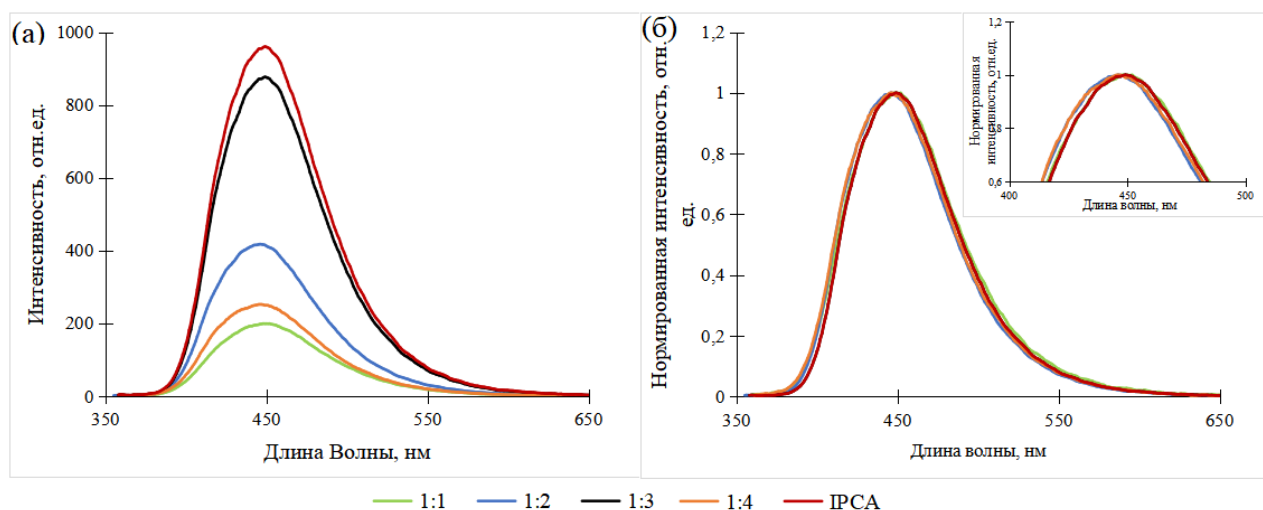 (а)
1000
800
600
400
200
0
350
450
550
650
Интенсивность, отн.ед.
Длина Волны, нм
(б)
1,2
1
0,8
0,6
0,4
0,2
0
350
450
550
650
Нормированная интенсивность, отн.
ед.
Длина волны, нм
1,2
1
0,8
0,6
400
450
500
Нормированная
интенсивность, отн.ед.
Длина волны, нм
1:1
1:2
1:3
1:4
IPCA